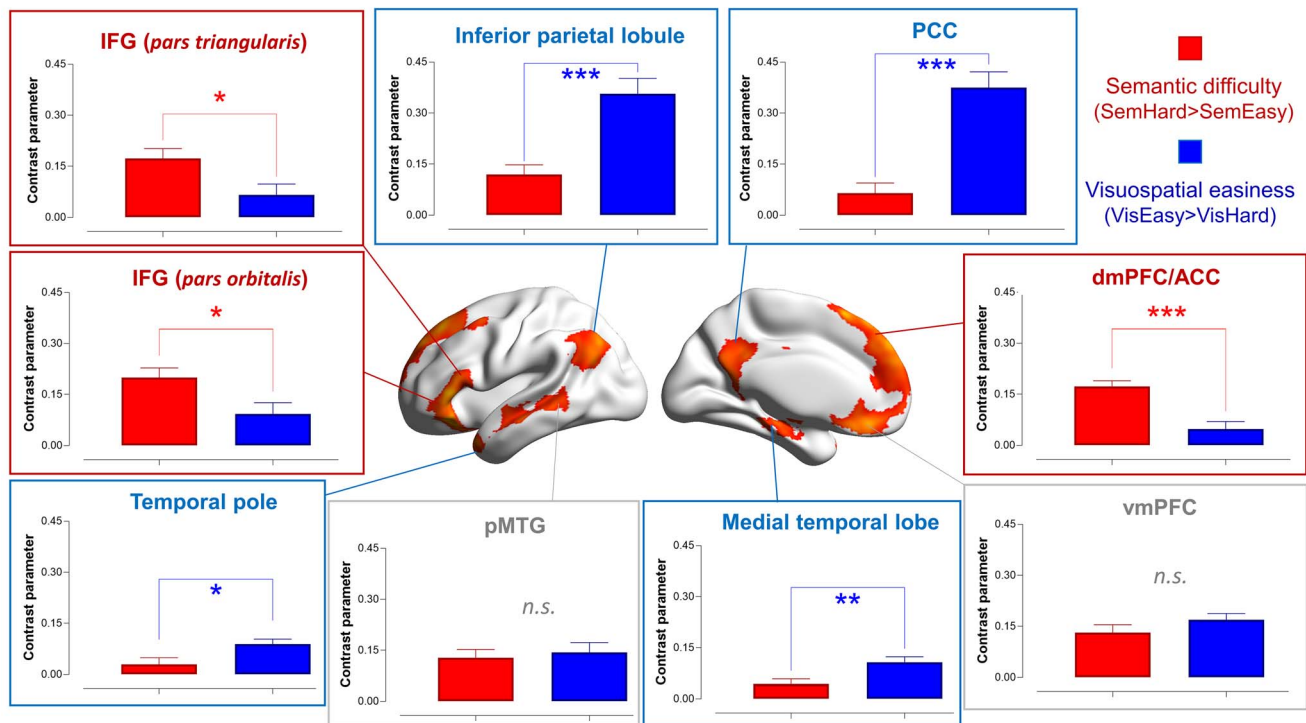 IFG (pars triangularis)
Contrast parameter
0.45
0.30
0.15
0.00
*
Inferior parietal lobule
Contrast parameter
0.45
0.30
0.15
0.00
***
PCC
Contrast parameter
0.45
0.30
0.15
0.00
***
Semantic difficulty
(SemHard>SemEasy)
Visuospatial easiness
(VisEasy>VisHard)
IFG (pars orbitalis)
Contrast parameter
0.45
0.30
0.15
0.00
*
dmPFC/ACC
Contrast parameter
0.45
0.30
0.15
0.00
***
Temporal pole
Contrast parameter
0.45
0.30
0.15
0.00
*
pMTG
Contrast parameter
0.45
0.30
0.15
0.00
n.s.
Medial temporal lobe
Contrast parameter
0.45
0.30
0.15
0.00
**
vmPFC
Contrast parameter
0.45
0.30
0.15
0.00
n.s.